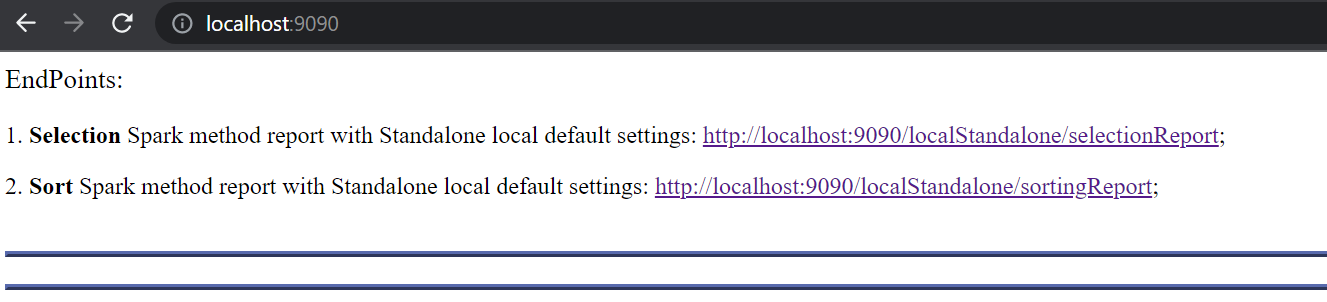 localhost:9090
EndPoints:
1. Selection Spark method report with Standalone local default settings: http://localhost:9090/localStandalone/selectionReport;
2. Sort Spark method report with Standalone local default settings: http://localhost:9090/localStandalone/sortingReport;